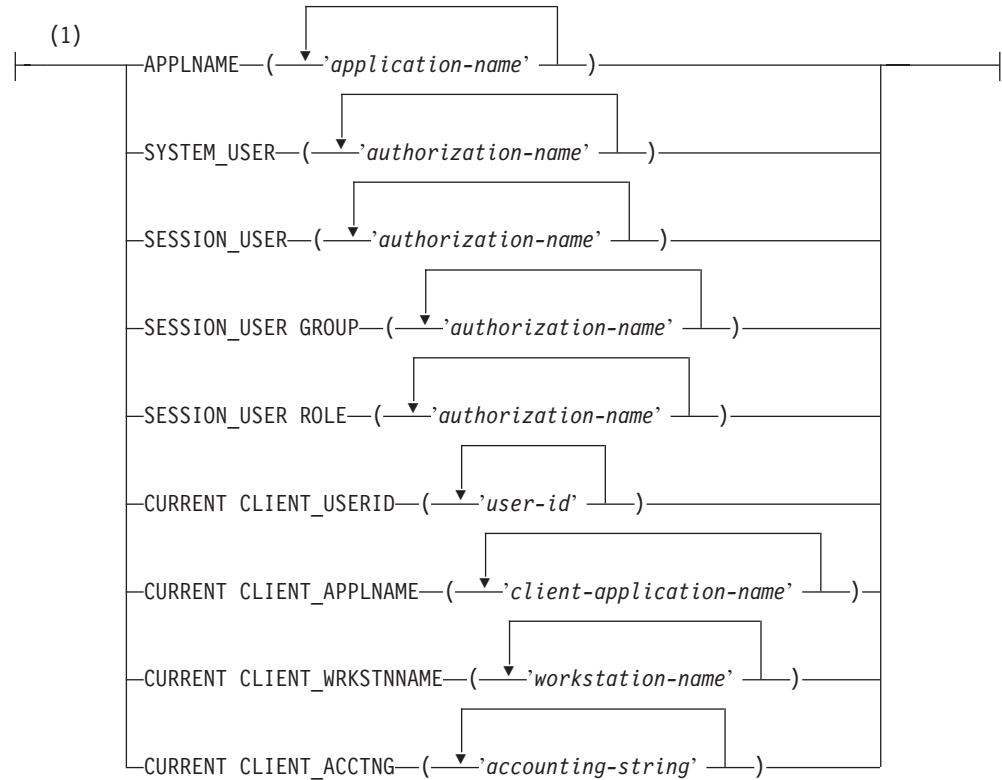 (1)
APPLNAME ( 'application-name' )
SYSTEM_USER ( 'authorization-name' )
SESSION_USER ( 'authorization-name' )
SESSION_USER GROUP ( 'authorization-name' )
SESSION_USER ROLE ( 'authorization-name' )
CURRENT CLIENT_USERID ( 'user-id' )
CURRENT CLIENT_APPLNAME ( 'client-application-name' )
CURRENT CLIENT_WRKSTNNAME ( 'workstation-name' )
CURRENT CLIENT_ACCTNG ( 'accounting-string' )